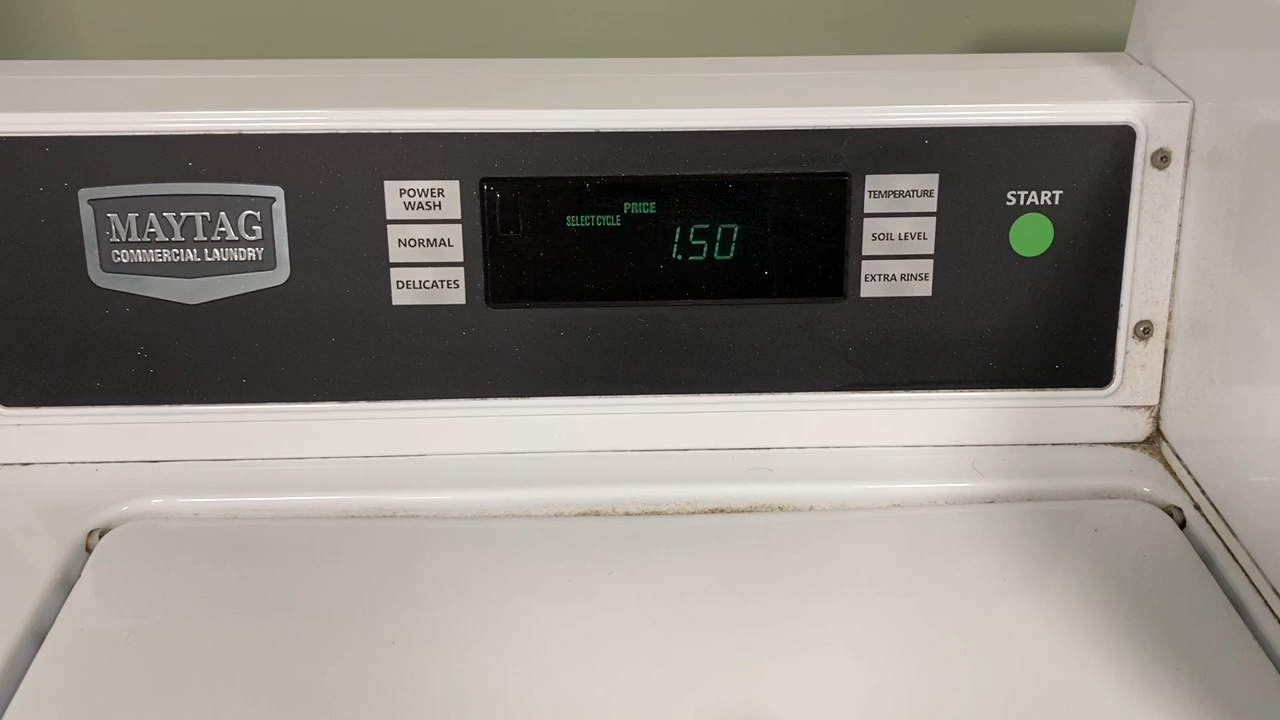 MAYTAG
COMMERCIAL LAUNDRY
POWER
WASH
NORMAL
DELICATES
PRICE
SELECT CYCLE
1.50
TEMPERATURE
SOIL LEVEL
EXTRA RINSE
START